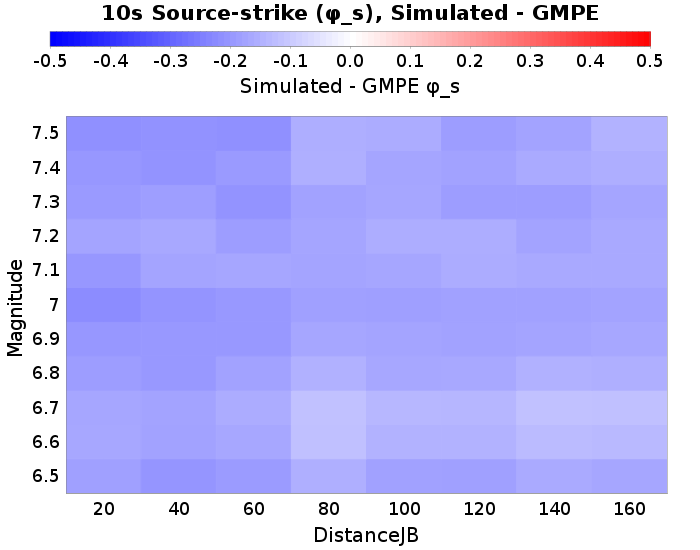 10s Source-strike (φ_s), Simulated - GMPE
-0.5 -0.4 -0.3 -0.2 -0.1 0.0 0.1 0.2 0.3 0.4 0.5
Simulated - GMPE φ_s
Magnitude
7.5
7.4
7.3
7.2
7.1
7
6.9
6.8
6.7
6.6
6.5
20 40 60 80 100 120 140 160
DistanceJB